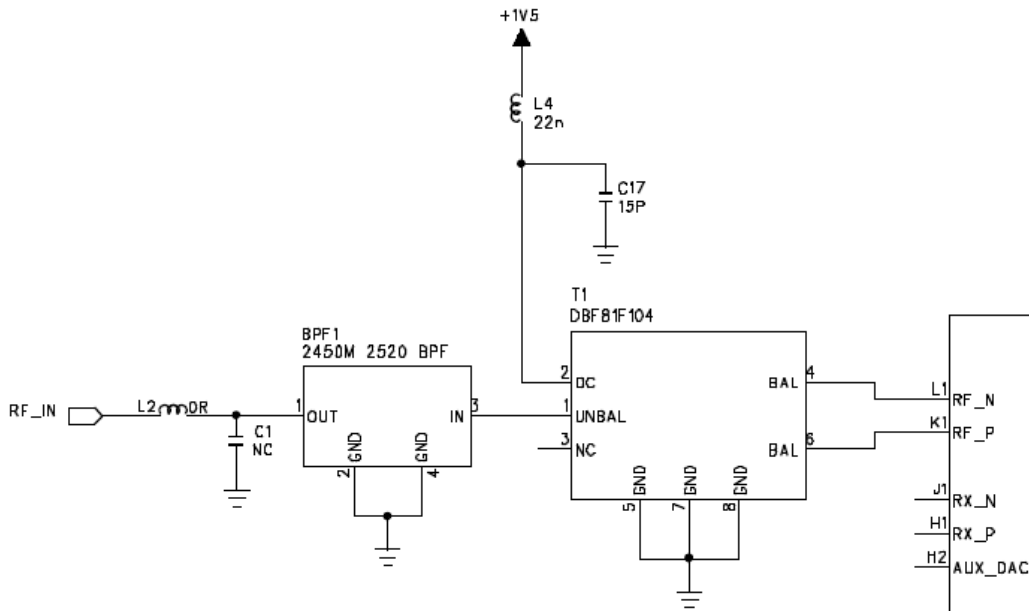 +1V5
L4
22n
C17
15P
T1
DBF81F104
BPF1
2450M 2520 BPF
RF_IN
L2 0R
C1
NC
1 OUT IN 3
GND GND
2 4
2 DC BAL 4
1 UNBAL
3 NC BAL 6
GND GND GND
5 7 8
L1 RF_N
K1 RF_P
J1 RX_N
H1 RX_P
H2 AUX_DAC